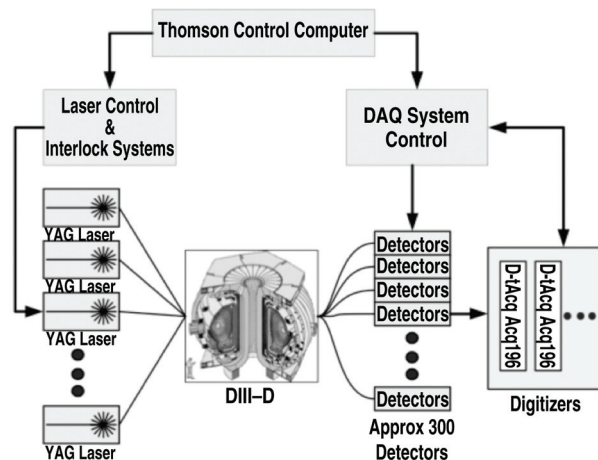 Thomson Control Computer
Laser Control
&
Interlock Systems
DAQ System
Control
YAG Laser
YAG Laser
YAG Laser
YAG Laser
DIII–D
Detectors
Detectors
Detectors
Detectors
Detectors
Approx 300
Detectors
D-tAcq Acq196
D-tAcq Acq196
Digitizers